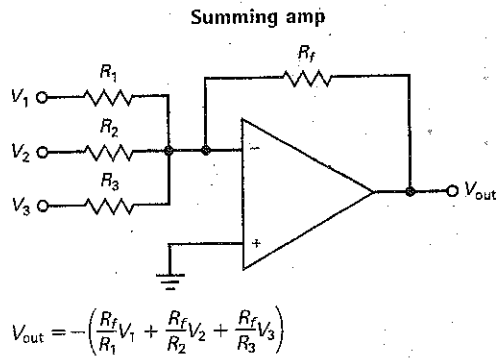 Summing amp
R_f
R_1
V_1
R_2
V_2
R_3
V_3
−
+
V_out
V_out = −(R_f/R_1 V_1 + R_f/R_2 V_2 + R_f/R_3 V_3)